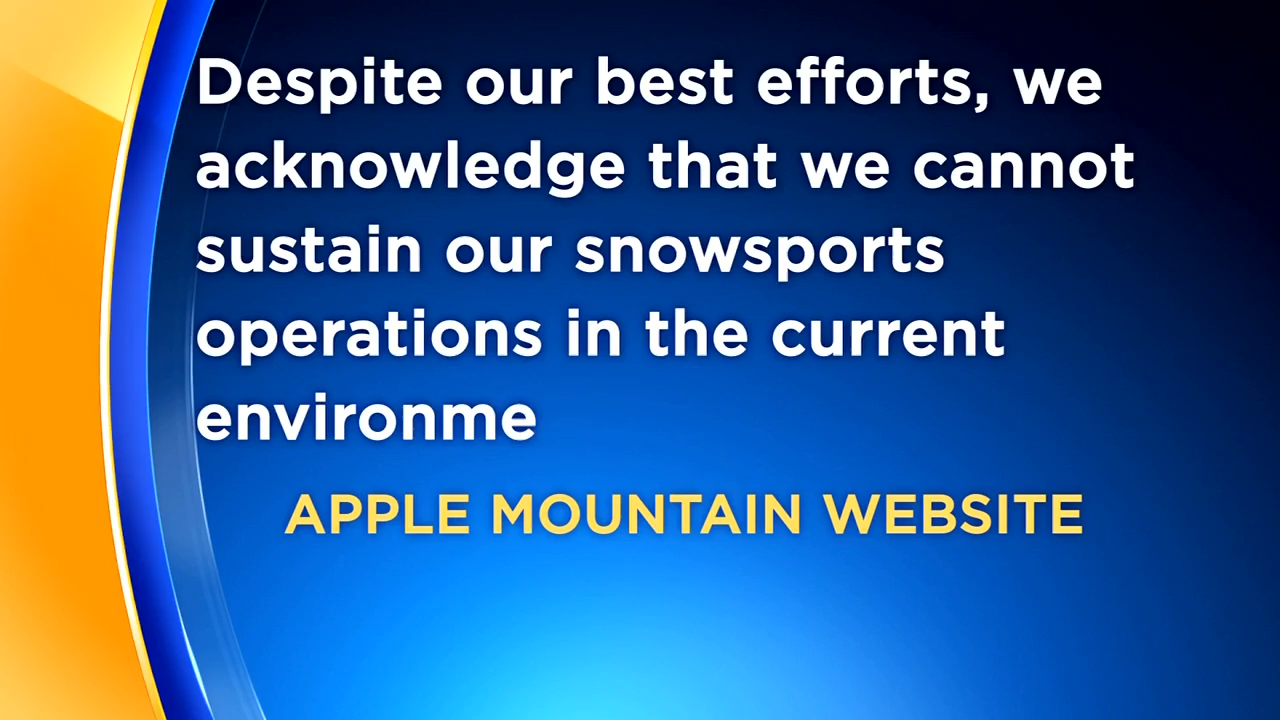 Despite our best efforts, we
acknowledge that we cannot
sustain our snowsports
operations in the current
environme
APPLE MOUNTAIN WEBSITE